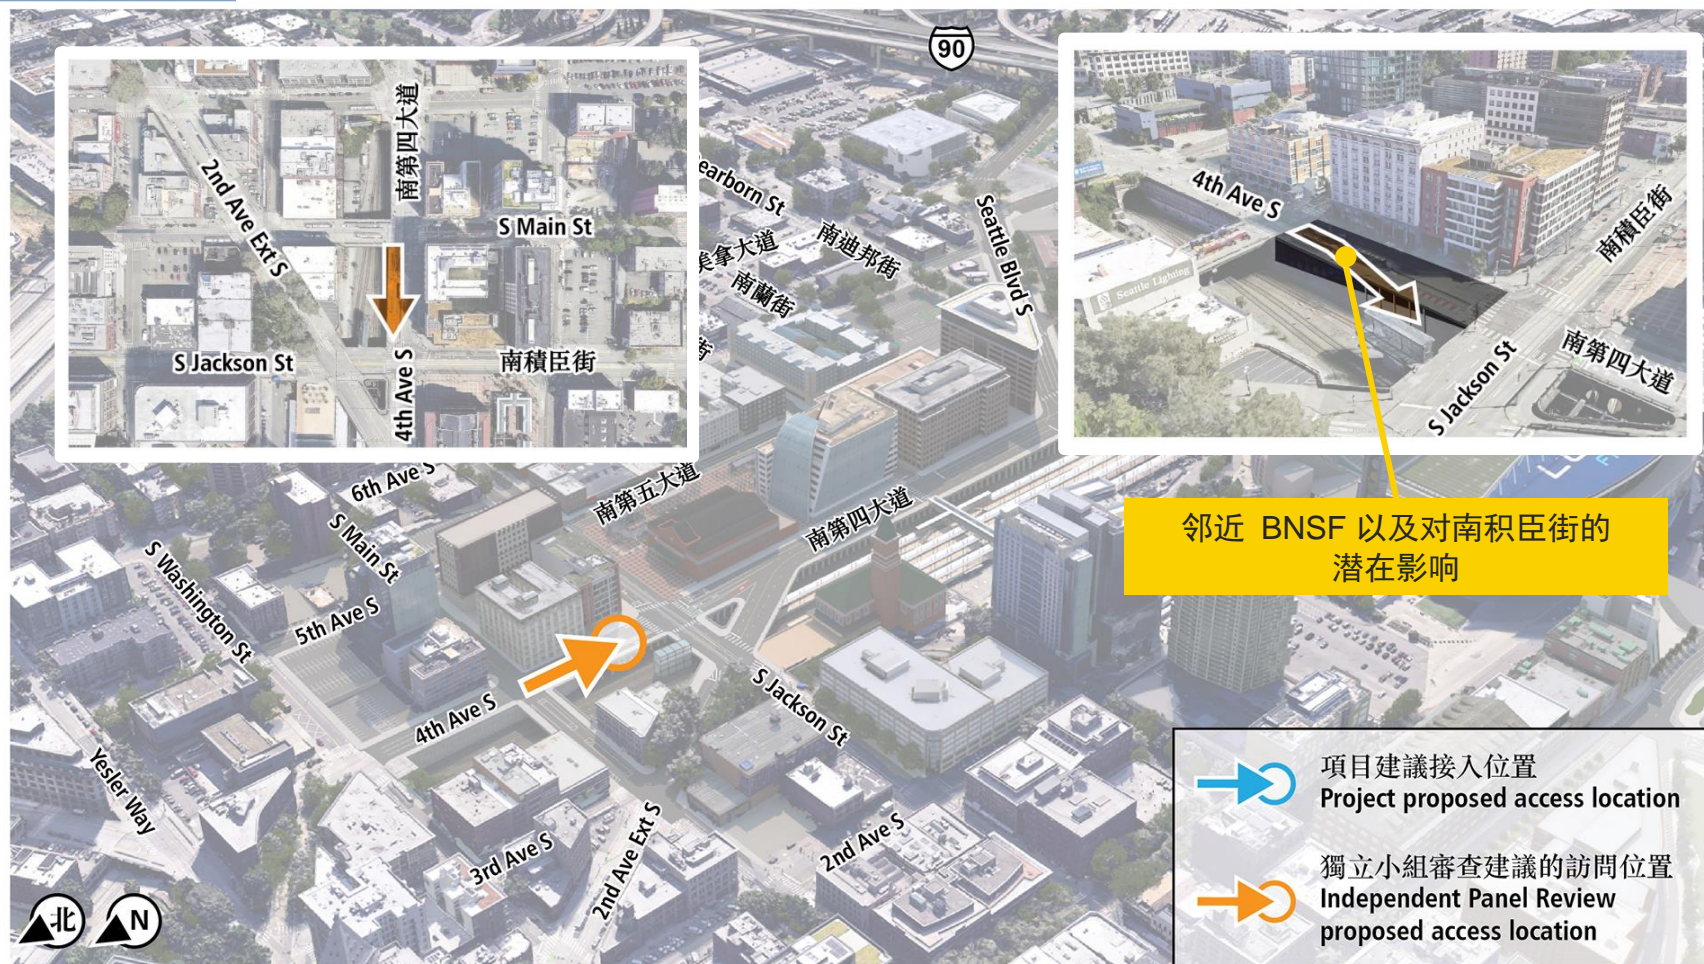 90
南第四大道
2nd Ave Ext S
S Main St
S Jackson St
南積臣街
4th Ave S
earborn St
美拿大道
南迪邦街
南蘭街
街
Seattle Blvd S
4th Ave S
Seattle Lighting
南積臣街
南第四大道
S Jackson St
邻近 BNSF 以及对南积臣街的
潜在影响
6th Ave S
南第五大道
南第四大道
S Main St
S Washington St
5th Ave S
4th Ave S
S Jackson St
Yesler Way
3rd Ave S
2nd Ave Ext S
2nd Ave S
北
N
項目建議接入位置
Project proposed access location
獨立小組審查建議的訪問位置
Independent Panel Review
proposed access location